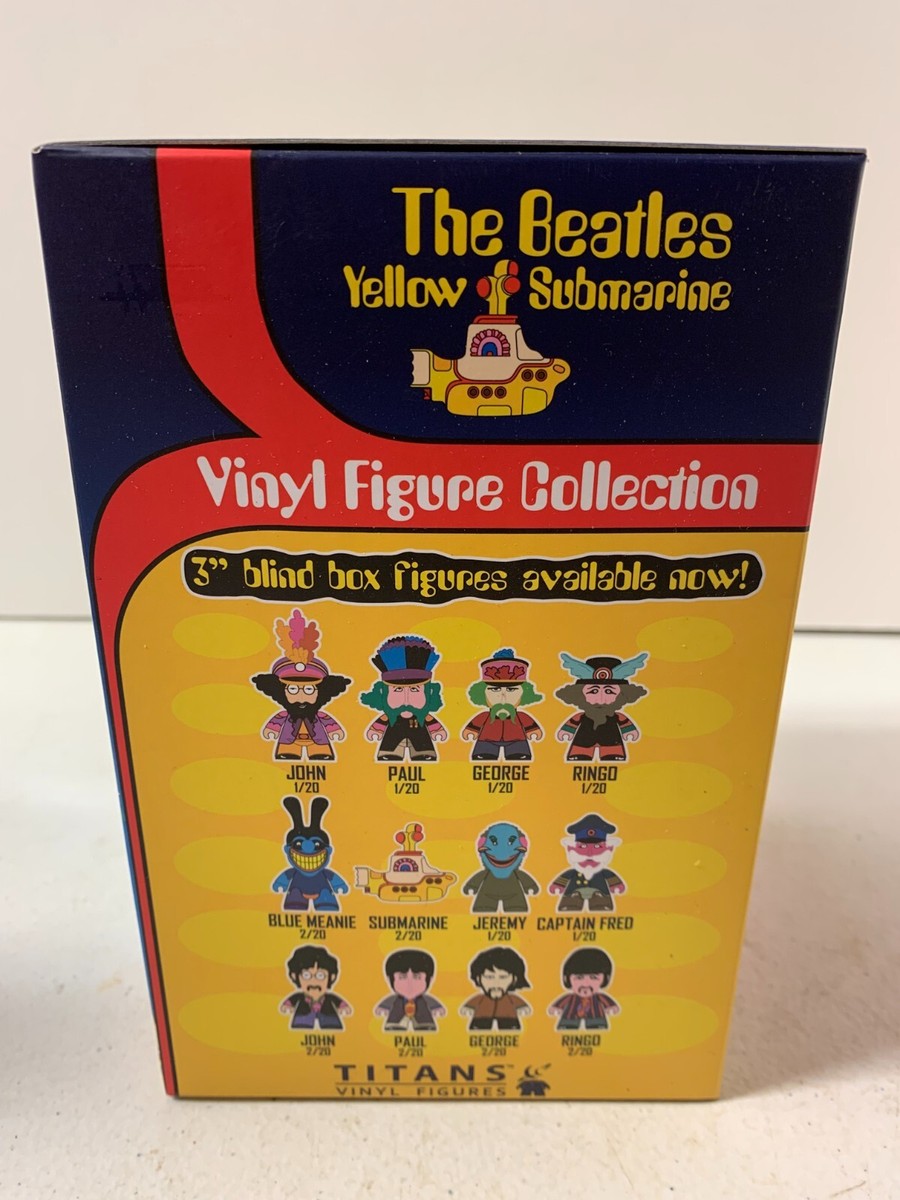 The Beatles
Yellow Submarine
Vinyl Figure Collection
3” blind box figures available now!
JOHN PAUL GEORGE RINGO
1/20 1/20 1/20 1/20
BLUE MEANIE SUBMARINE JEREMY CAPTAIN FRED
2/20 2/20 1/20 1/20
JOHN PAUL GEORGE RINGO
2/20 2/20 2/20 2/20
TITANS™
VINYL FIGURES